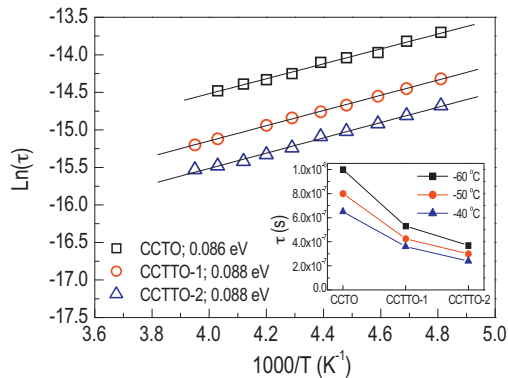 -13.5
-14.0
-14.5
-15.0
-15.5
-16.0
-16.5
-17.0
-17.5
Ln(τ)
CCTO; 0.086 eV
CCTTO-1; 0.088 eV
CCTTO-2; 0.088 eV
3.6 3.8 4.0 4.2 4.4 4.6 4.8 5.0
1000/T (K⁻¹)
1.0x10⁻⁶
8.0x10⁻⁷
6.0x10⁻⁷
4.0x10⁻⁷
2.0x10⁻⁷
τ (s)
-60 °C
-50 °C
-40 °C
CCTO CCTTO-1 CCTTO-2